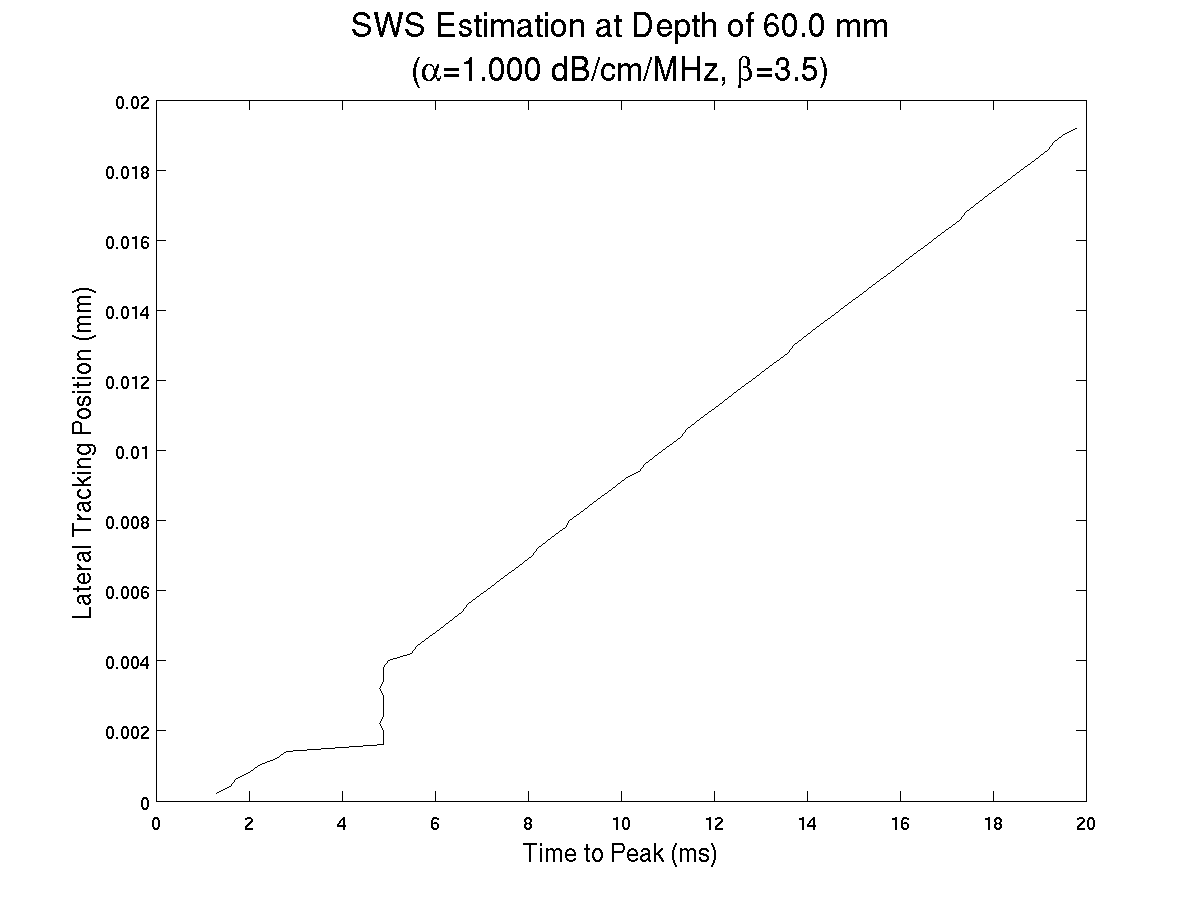 SWS Estimation at Depth of 60.0 mm
(α=1.000 dB/cm/MHz, β=3.5)
0.02
0.018
0.016
0.014
0.012
0.01
0.008
0.006
0.004
0.002
0
Lateral Tracking Position (mm)
0 2 4 6 8 10 12 14 16 18 20
Time to Peak (ms)